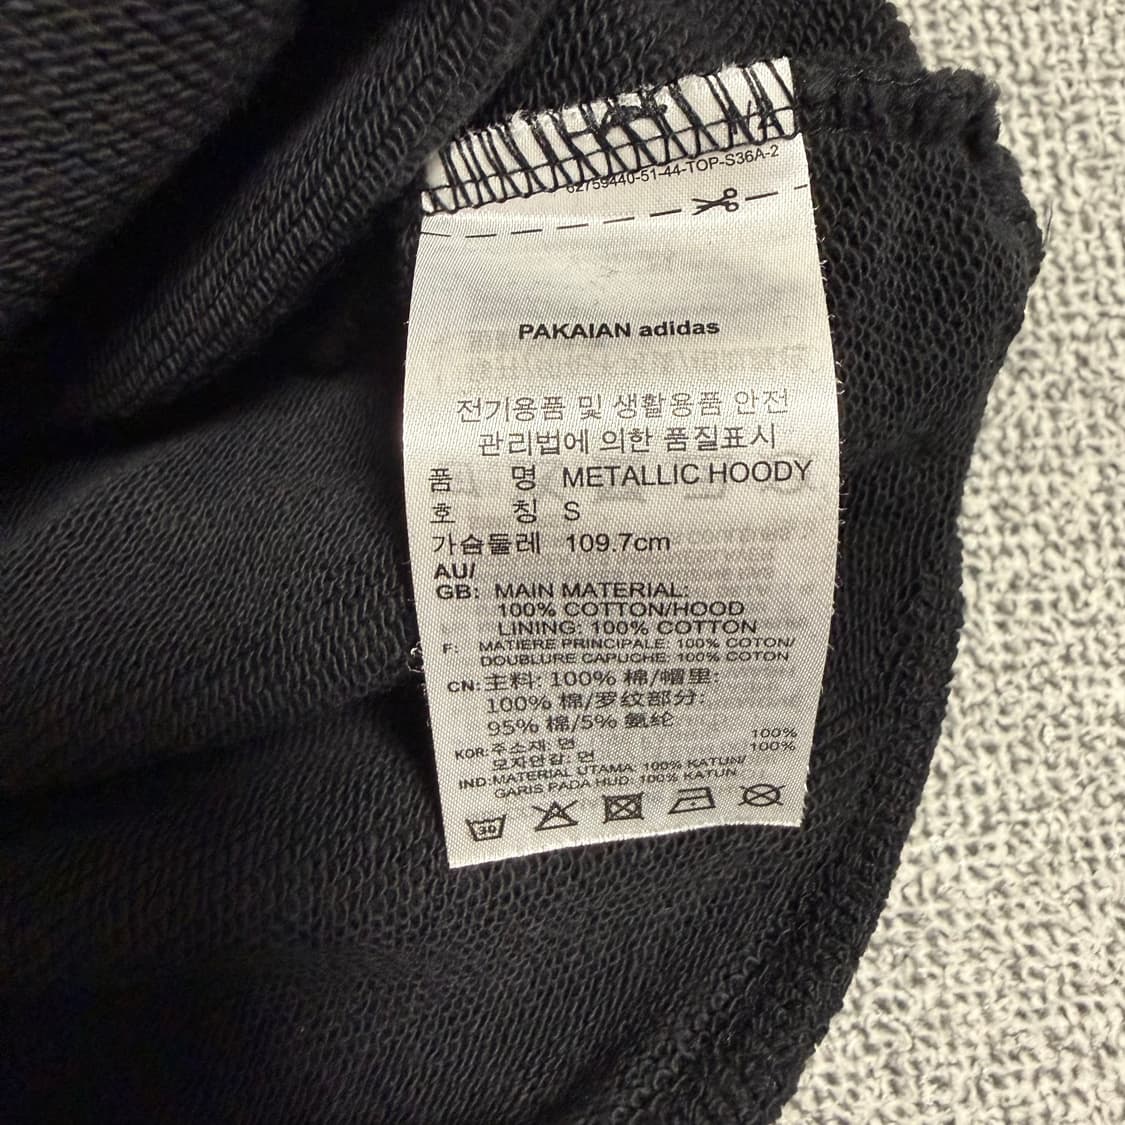 62759440-51-44-TOP-S36A-2
PAKAIAN adidas
전기용품 및 생활용품 안전
관리법에 의한 품질표시
품 명 METALLIC HOODY
호 칭 S
가슴둘레 109.7cm
AU/
GB: MAIN MATERIAL:
100% COTTON/HOOD
LINING: 100% COTTON
F: MATIERE PRINCIPALE: 100% COTON/
DOUBLURE CAPUCHE: 100% COTON
CN: 主料: 100% 棉/帽里:
100% 棉/罗纹部分:
95% 棉/5% 氨纶
KOR: 주소재: 면 100%
모자안감: 면 100%
IND: MATERIAL UTAMA: 100% KATUN/
GARIS PADA HUD: 100% KATUN
30